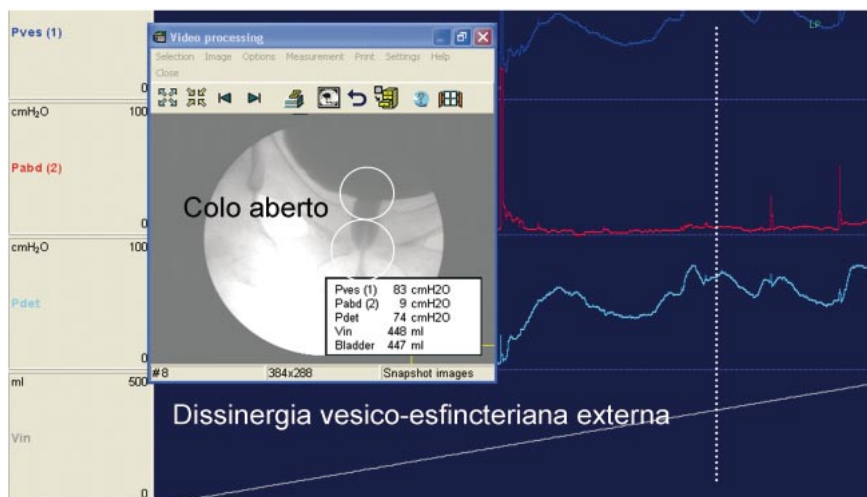 Pves (1)
0
cmH₂O 100
Pabd (2)
0
cmH₂O 100
Pdet
0
ml 500
Vin
0
Video processing
Selection Image Options Measurement Print Settings Help
Close
Colo aberto
Pves (1) 83 cmH2O
Pabd (2) 9 cmH2O
Pdet 74 cmH2O
Vin 448 ml
Bladder 447 ml
#8 384x288 Snapshot images
LP
Dissinergia vesico-esfincteriana externa